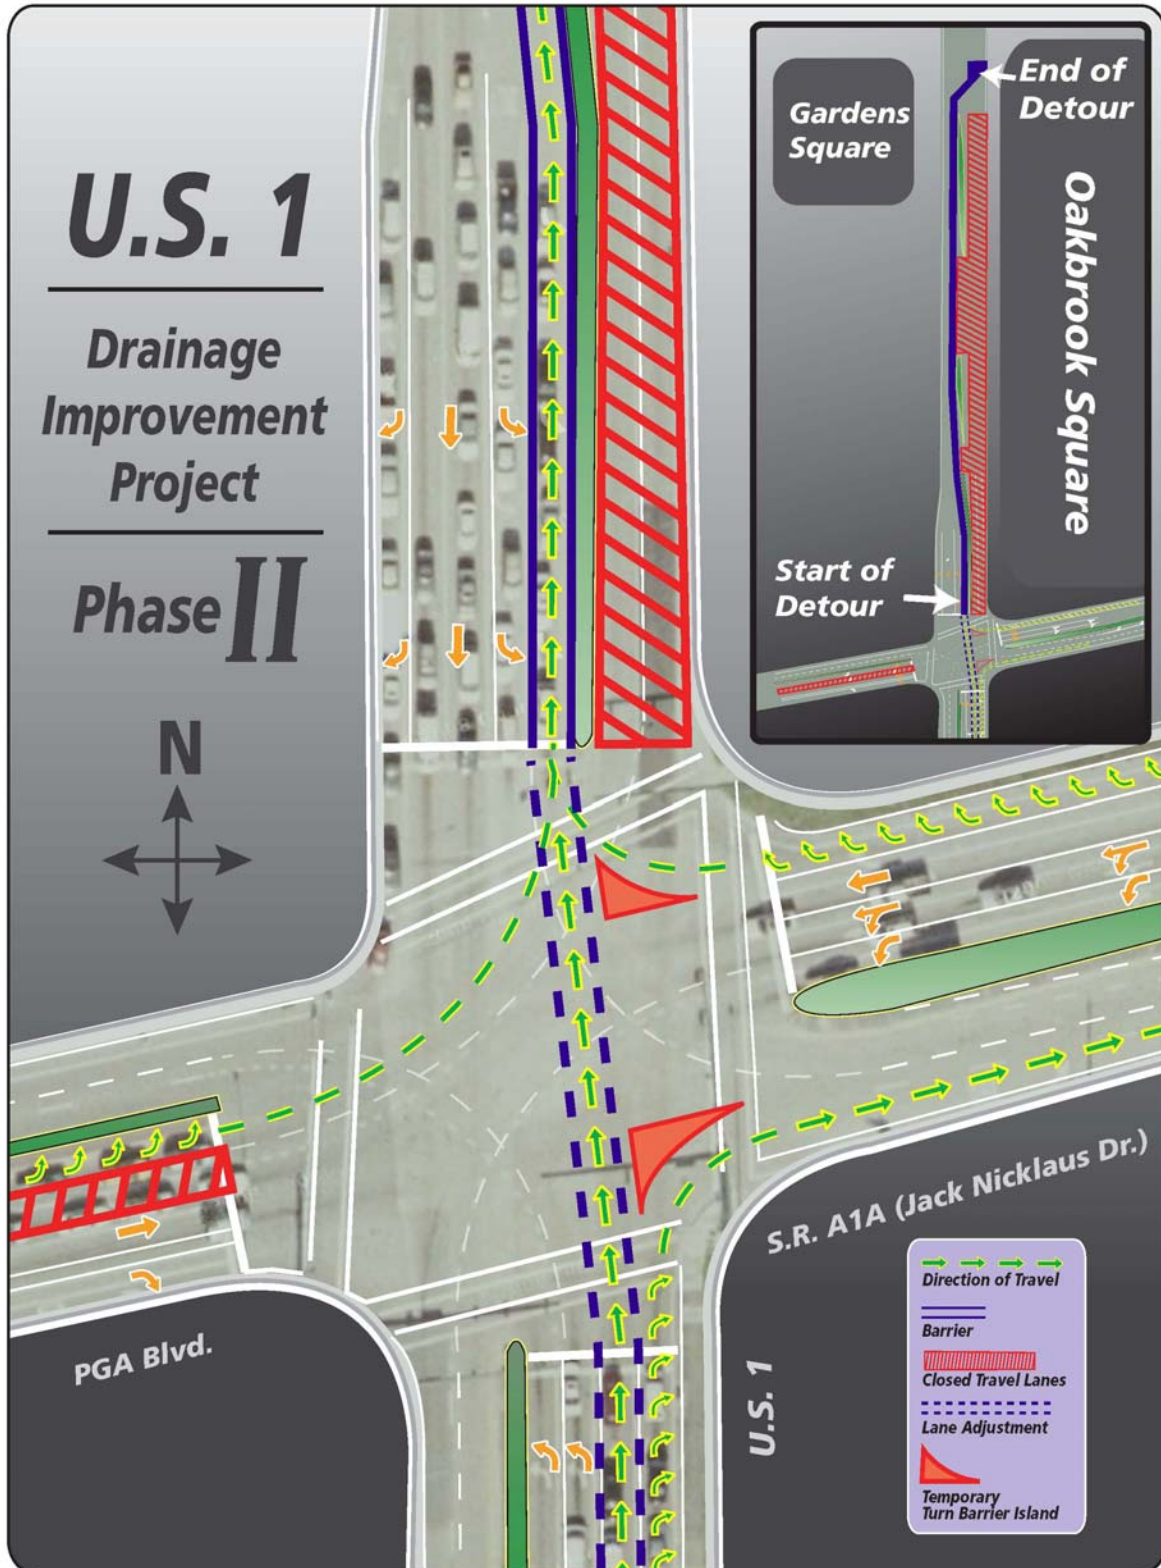 U.S. 1
Drainage
Improvement
Project
Phase II
N
Gardens
Square
End of
Detour
Oakbrook Square
Start of
Detour
S.R. A1A (Jack Nicklaus Dr.)
PGA Blvd.
U.S. 1
Direction of Travel
Barrier
Closed Travel Lanes
Lane Adjustment
Temporary
Turn Barrier Island